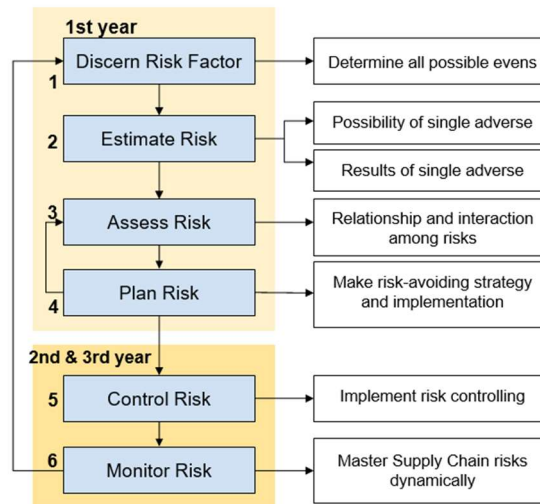 1st year
Discern Risk Factor
1
Determine all possible evens
Estimate Risk
2
Possibility of single adverse
Results of single adverse
3
Assess Risk
Relationship and interaction
among risks
Plan Risk
4
Make risk-avoiding strategy
and implementation
2nd & 3rd year
5
Control Risk
Implement risk controlling
6
Monitor Risk
Master Supply Chain risks
dynamically